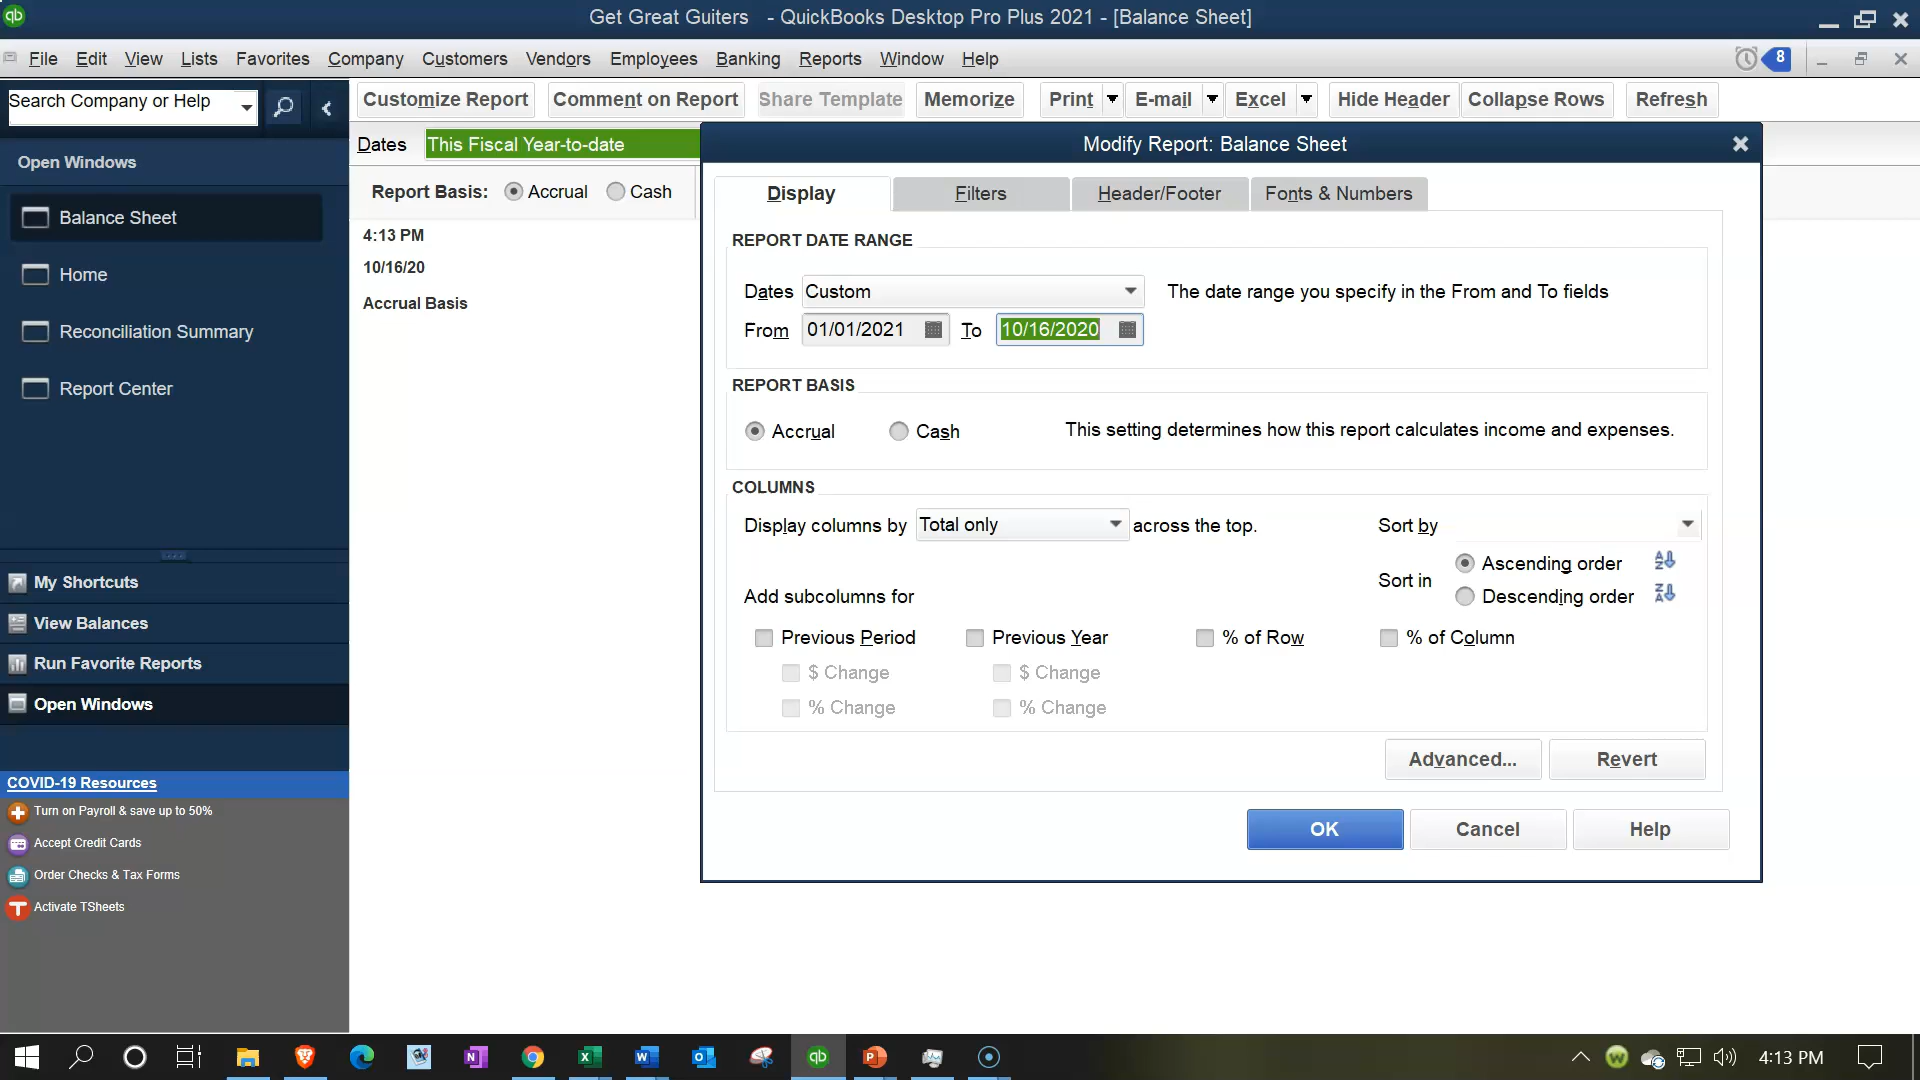 Get Great Guiters - QuickBooks Desktop Pro Plus 2021 - [Balance Sheet]
File Edit View Lists Favorites Company Customers Vendors Employees Banking Reports Window Help
8
Search Company or Help
Customize Report Comment on Report Share Template Memorize Print E-mail Excel Hide Header Collapse Rows Refresh
Dates This Fiscal Year-to-date
Report Basis: Accrual Cash
4:13 PM
10/16/20
Accrual Basis
Open Windows
Balance Sheet
Home
Reconciliation Summary
Report Center
My Shortcuts
View Balances
Run Favorite Reports
Open Windows
COVID-19 Resources
Turn on Payroll & save up to 50%
Accept Credit Cards
Order Checks & Tax Forms
Activate TSheets
Modify Report: Balance Sheet
Display Filters Header/Footer Fonts & Numbers
REPORT DATE RANGE
Dates Custom The date range you specify in the From and To fields
From 01/01/2021 To 10/16/2020
REPORT BASIS
Accrual Cash This setting determines how this report calculates income and expenses.
COLUMNS
Display columns by Total only across the top. Sort by
Sort in Ascending order
Descending order
Add subcolumns for
Previous Period Previous Year % of Row % of Column
$ Change $ Change
% Change % Change
Advanced... Revert
OK Cancel Help
4:13 PM